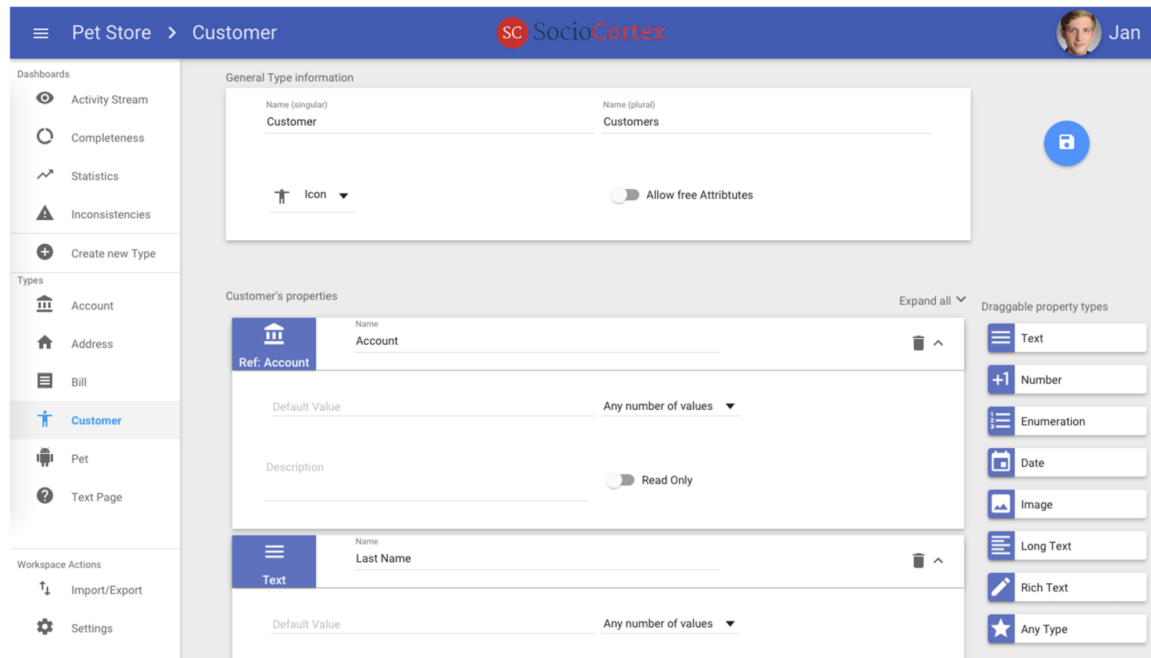 Pet Store > Customer
SC SocioCortex
Jan
Dashboards
Activity Stream
Completeness
Statistics
Inconsistencies
Create new Type
Types
Account
Address
Bill
Customer
Pet
Text Page
Workspace Actions
Import/Export
Settings
General Type information
Name (singular)
Customer
Name (plural)
Customers
Icon
Allow free Attribtutes
Customer's properties
Expand all
Ref: Account
Name
Account
Default Value
Any number of values
Description
Read Only
Text
Name
Last Name
Default Value
Any number of values
Draggable property types
Text
+1 Number
1 2 3 Enumeration
Date
Image
Long Text
Rich Text
Any Type